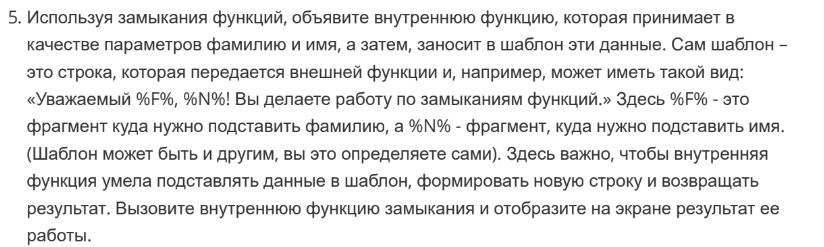 5. Используя замыкания функций, объявите внутреннюю функцию, которая принимает в
качестве параметров фамилию и имя, а затем, заносит в шаблон эти данные. Сам шаблон –
это строка, которая передается внешней функции и, например, может иметь такой вид:
«Уважаемый %F%, %N%! Вы делаете работу по замыканиям функций.» Здесь %F% - это
фрагмент куда нужно подставить фамилию, а %N% - фрагмент, куда нужно подставить имя.
(Шаблон может быть и другим, вы это определяете сами). Здесь важно, чтобы внутренняя
функция умела подставлять данные в шаблон, формировать новую строку и возвращать
результат. Вызовите внутреннюю функцию замыкания и отобразите на экране результат ее
работы.